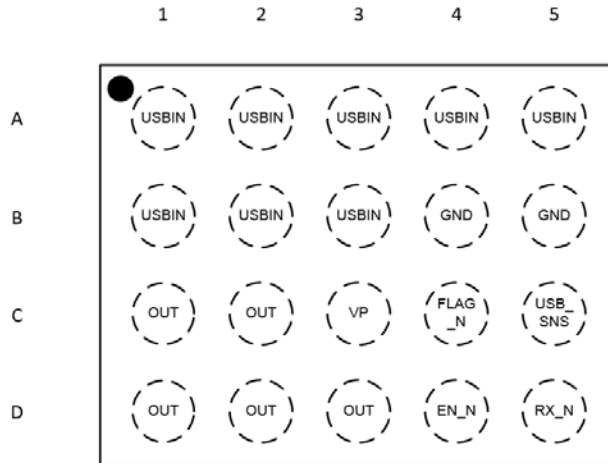 1 2 3 4 5
A USBIN USBIN USBIN USBIN USBIN
B USBIN USBIN USBIN GND GND
C OUT OUT VP FLAG_N USB_SNS
D OUT OUT OUT EN_N RX_N